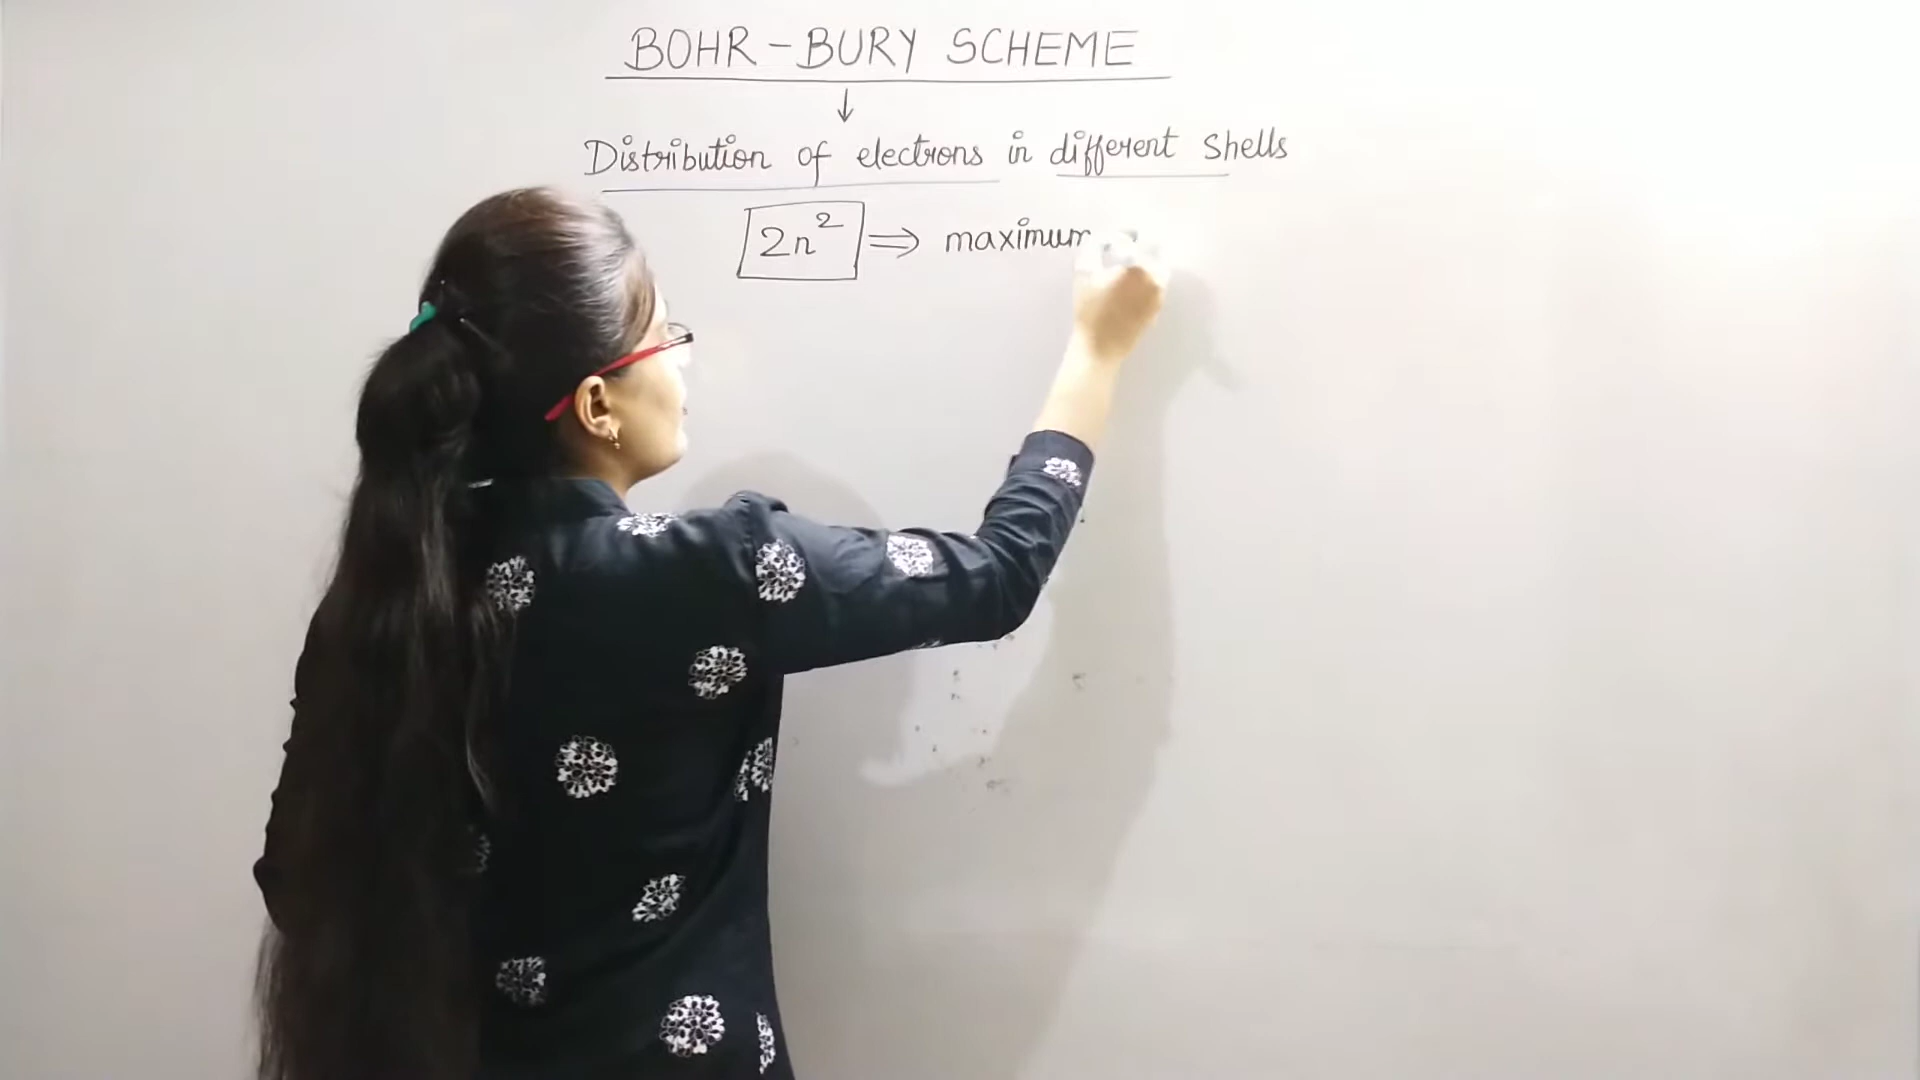 BOHR-BURY SCHEME
↓
Distribution of electrons in different shells
2n² ⇒ maximum